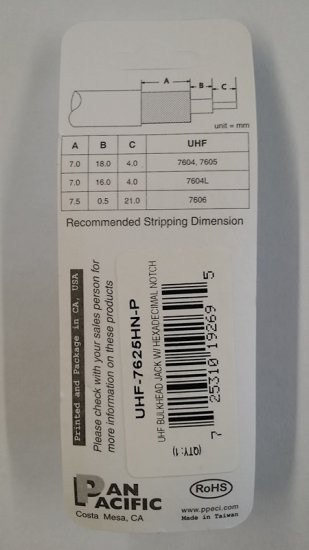 A
B
C
unit = mm
A B C UHF
7.0 18.0 4.0 7604, 7605
7.0 16.0 4.0 7604L
7.5 0.5 21.0 7606
Recommended Stripping Dimension
Printed and Package in CA, USA
Please check with your sales person for
more information on these products
UHF-7625HN-P
UHF BULKHEAD JACK W/HEXADECIMAL NOTCH
(QTY: 1)
7 25310 19269 5
PAN
PACIFIC
Costa Mesa, CA
RoHS
www.ppaci.com
Made in Taiwan